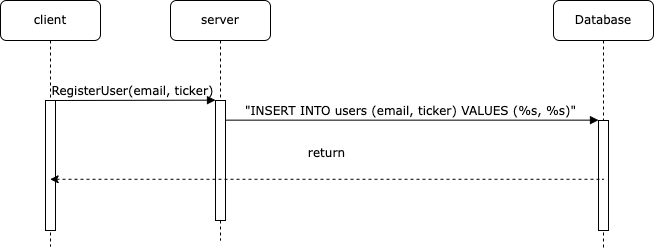 client
server
Database
RegisterUser(email, ticker)
"INSERT INTO users (email, ticker) VALUES (%s, %s)"
return